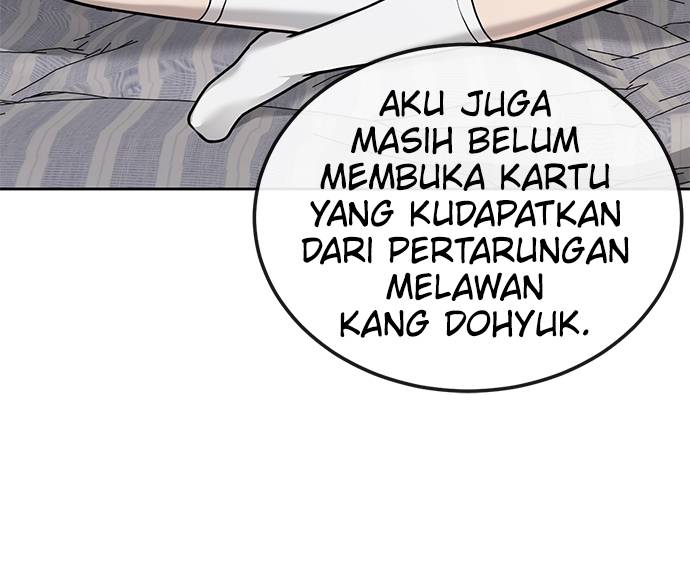 AKU JUGA
MASIH BELUM
MEMBUKA KARTU
YANG KUDAPATKAN
DARI PERTARUNGAN
MELAWAN
KANG DOHYUK.